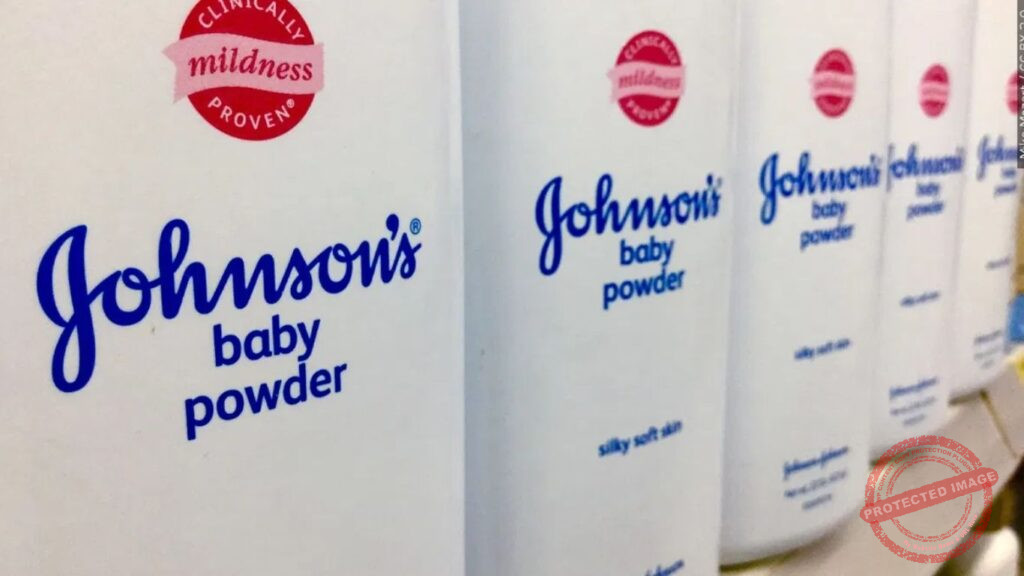 CLINICALLY
mildness
PROVEN®
Johnson's®
baby
powder
CLINICALLY
mildness
PROVEN
Johnson's
baby
powder
silky soft skin
Johnson's
baby
powder
silky soft skin
Johnson's
baby
powder
PROTECTED IMAGE